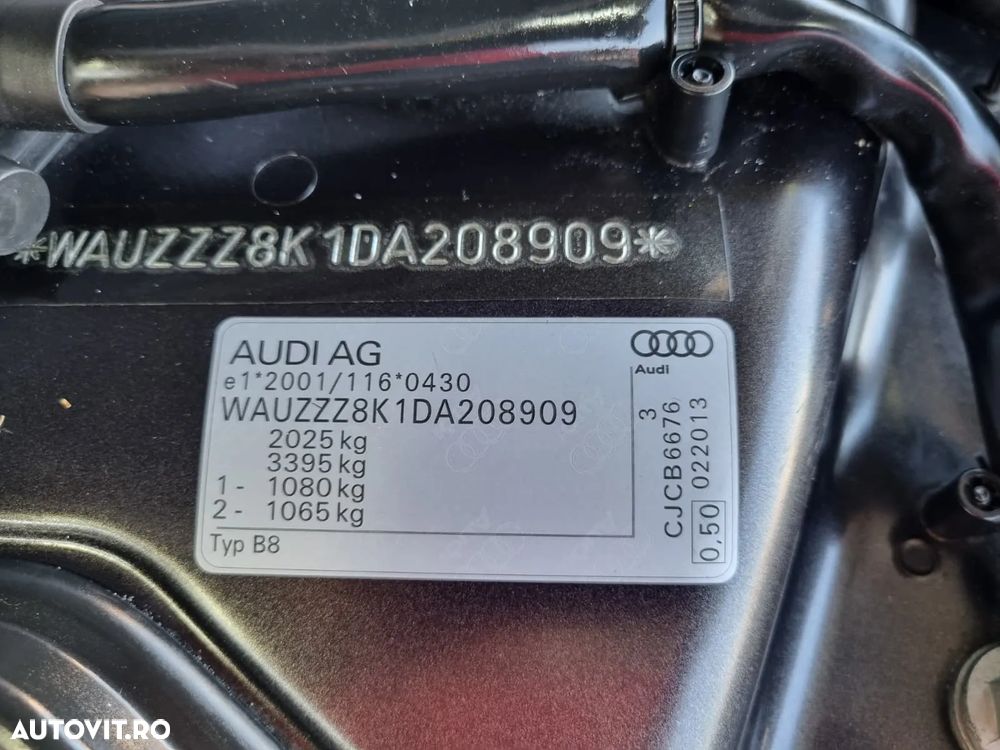 *WAUZZZ8K1DA208909*
AUDI AG
Audi
e1*2001/116*0430
WAUZZZ8K1DA208909
2025 kg
3395 kg
1 - 1080 kg
2 - 1065 kg
Typ B8
3
CJCB6676
022013
0,50
AUTOVIT.RO